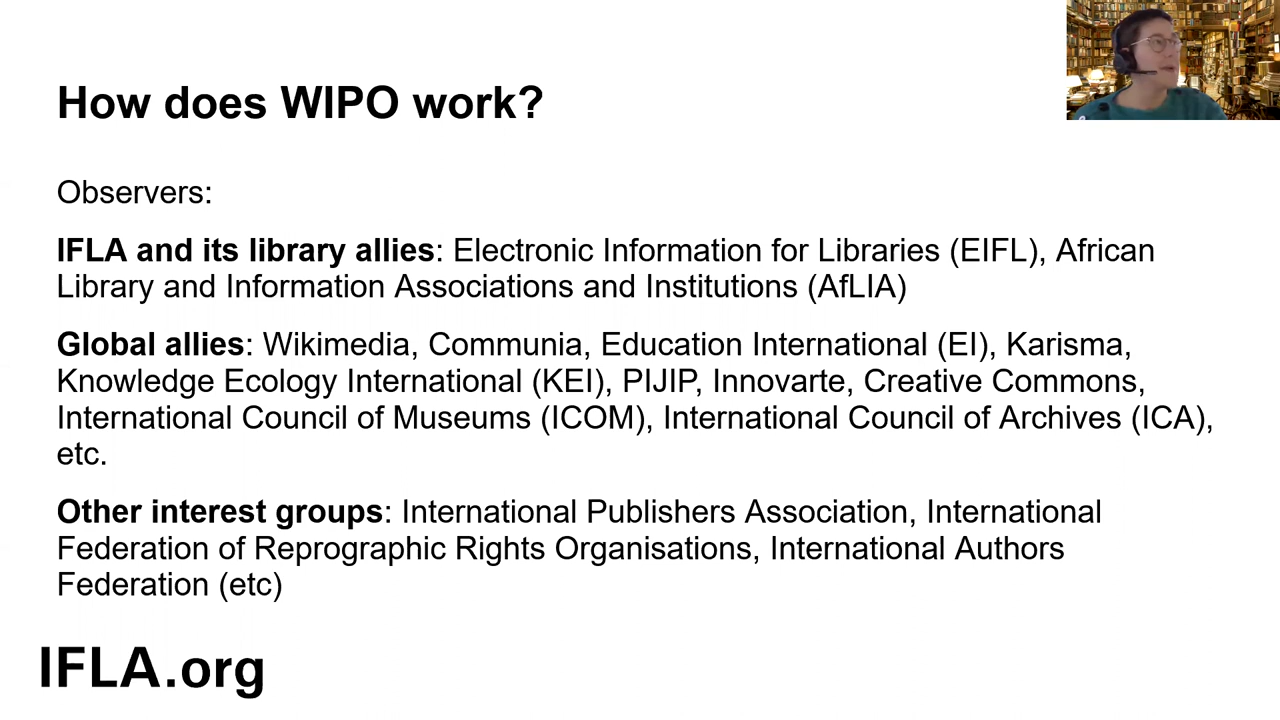 How does WIPO work?
Observers:
IFLA and its library allies: Electronic Information for Libraries (EIFL), African
Library and Information Associations and Institutions (AfLIA)
Global allies: Wikimedia, Communia, Education International (EI), Karisma,
Knowledge Ecology International (KEI), PIJIP, Innovarte, Creative Commons,
International Council of Museums (ICOM), International Council of Archives (ICA),
etc.
Other interest groups: International Publishers Association, International
Federation of Reprographic Rights Organisations, International Authors
Federation (etc)
IFLA.org